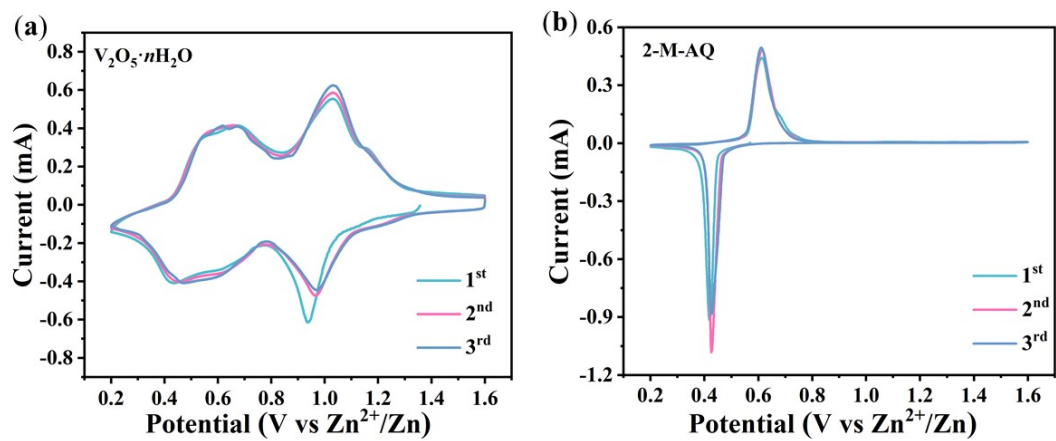 (a)
V₂O₅·nH₂O
0.8
0.6
0.4
0.2
0.0
-0.2
-0.4
-0.6
-0.8
Current (mA)
1st
2nd
3rd
0.2 0.4 0.6 0.8 1.0 1.2 1.4 1.6
Potential (V vs Zn²⁺/Zn)
(b)
2-M-AQ
0.6
0.3
0.0
-0.3
-0.6
-0.9
-1.2
Current (mA)
1st
2nd
3rd
0.2 0.4 0.6 0.8 1.0 1.2 1.4 1.6
Potential (V vs Zn²⁺/Zn)